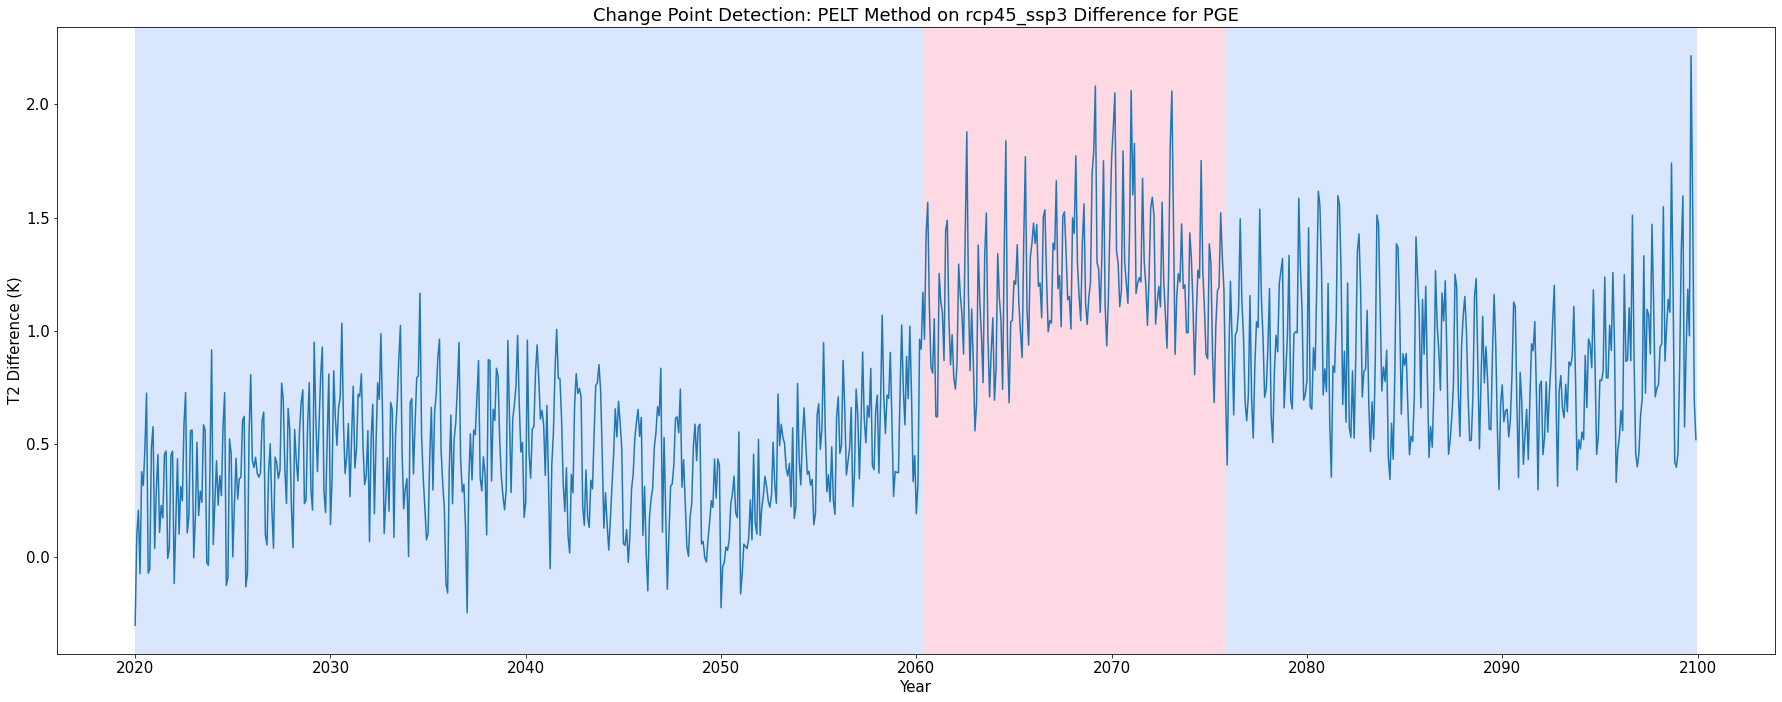 Change Point Detection: PELT Method on rcp45_ssp3 Difference for PGE
2.0
1.5
1.0
0.5
0.0
T2 Difference (K)
2020 2030 2040 2050 2060 2070 2080 2090 2100
Year